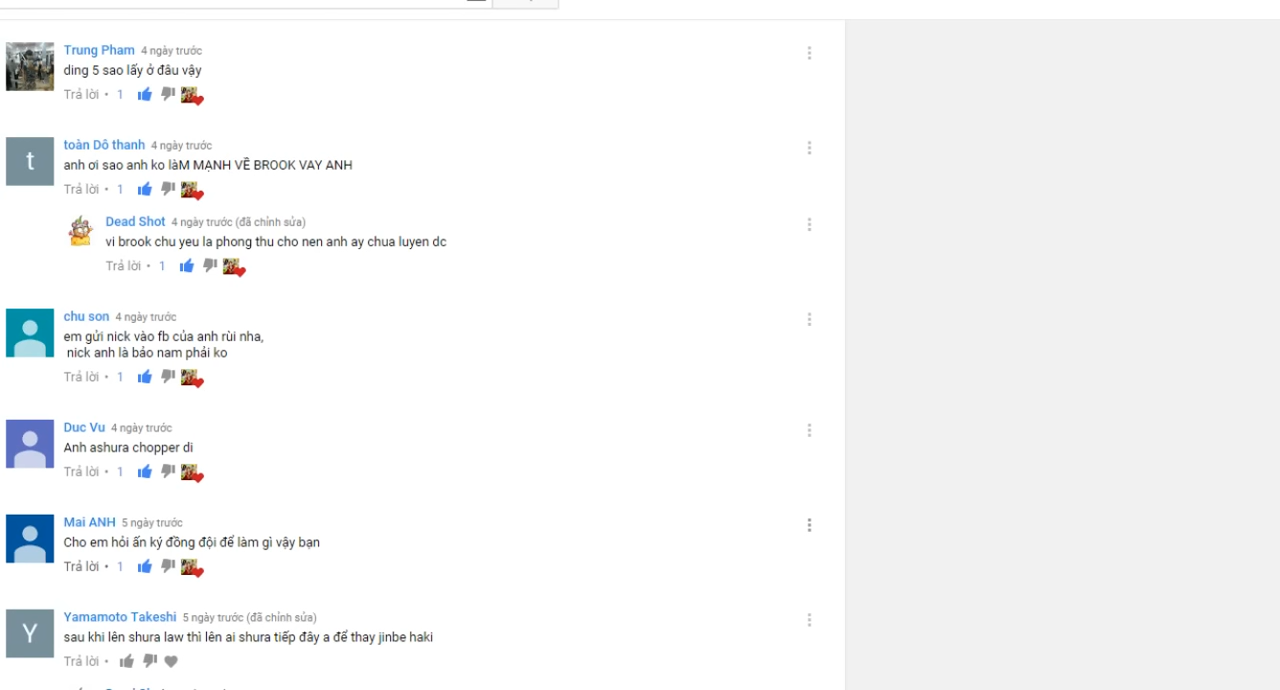 Trung Pham 4 ngày trước
ding 5 sao lấy ở đâu vậy
Trả lời • 1
t
toàn Dô thanh 4 ngày trước
anh ơi sao anh ko làM MẠNH VỀ BROOK VAY ANH
Trả lời • 1
Dead Shot 4 ngày trước (đã chỉnh sửa)
vi brook chu yeu la phong thu cho nen anh ay chua luyen dc
Trả lời • 1
chu son 4 ngày trước
em gửi nick vào fb của anh rùi nha,
nick anh là bảo nam phải ko
Trả lời • 1
Duc Vu 4 ngày trước
Anh ashura chopper di
Trả lời • 1
Mai ANH 5 ngày trước
Cho em hỏi ấn ký đồng đội để làm gì vậy bạn
Trả lời • 1
Y
Yamamoto Takeshi 5 ngày trước (đã chỉnh sửa)
sau khi lên shura law thì lên ai shura tiếp đây a để thay jinbe haki
Trả lời •